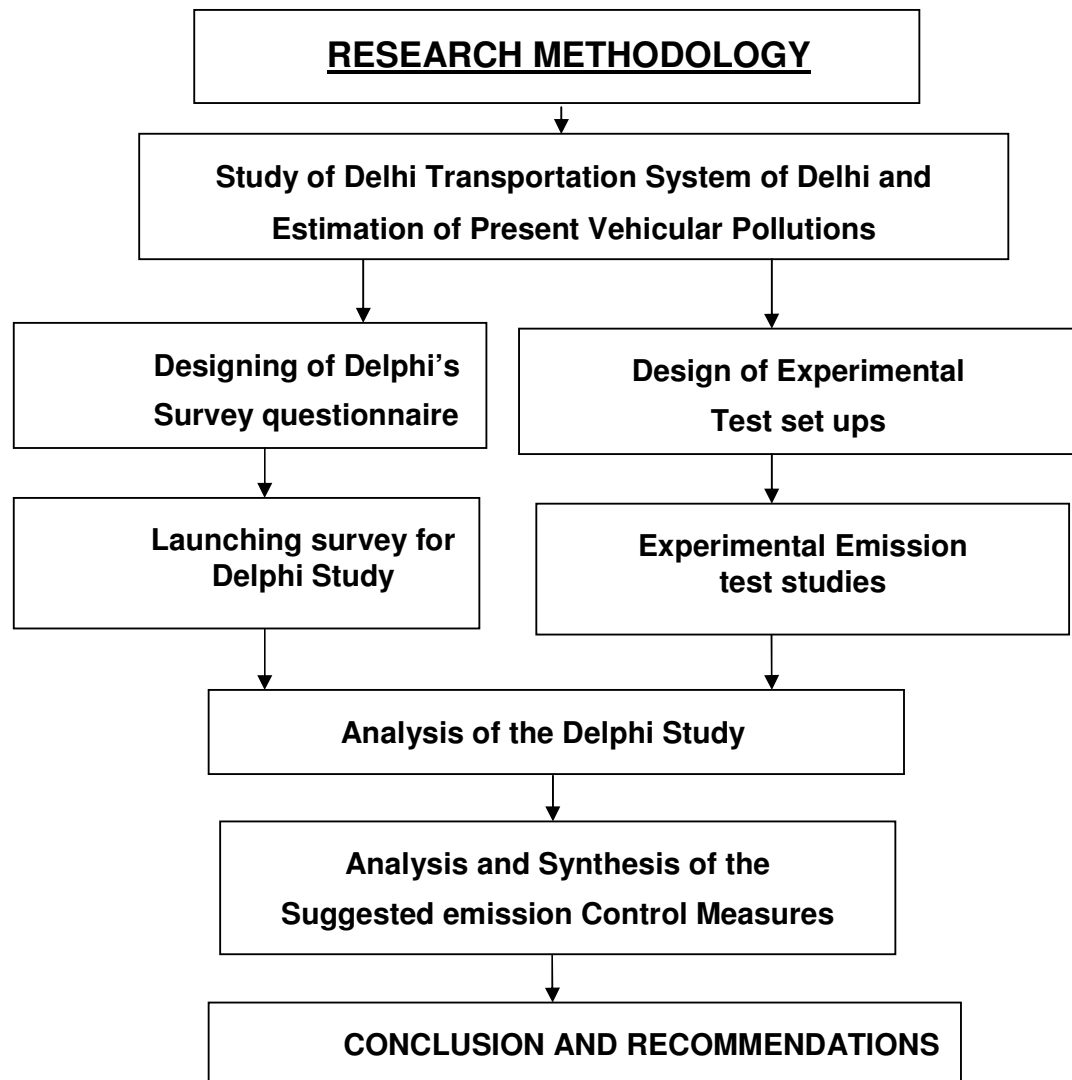 RESEARCH METHODOLOGY
Study of Delhi Transportation System of Delhi and
Estimation of Present Vehicular Pollutions
Designing of Delphi’s
Survey questionnaire
Design of Experimental
Test set ups
Launching survey for
Delphi Study
Experimental Emission
test studies
Analysis of the Delphi Study
Analysis and Synthesis of the
Suggested emission Control Measures
CONCLUSION AND RECOMMENDATIONS